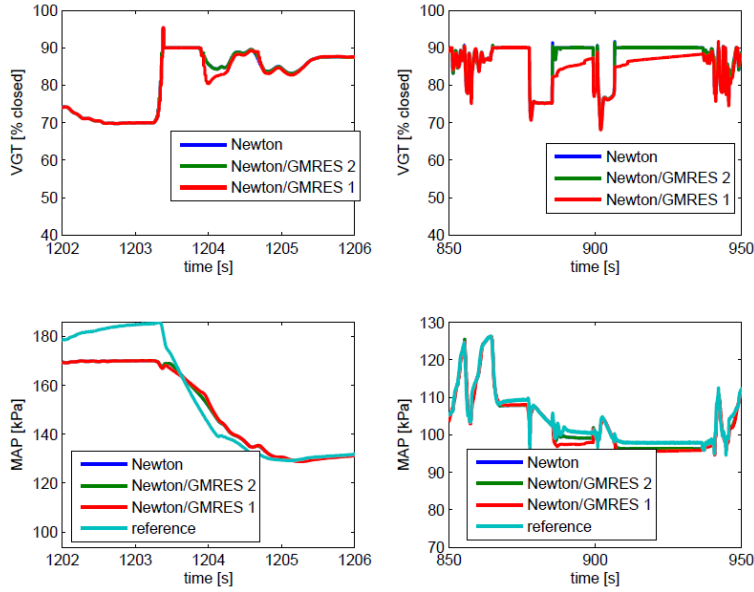 100
90
80
70
60
50
40
VGT [% closed]
Newton
Newton/GMRES 2
Newton/GMRES 1
1202
1203
1204
1205
1206
time [s]
100
90
80
70
60
50
40
VGT [% closed]
Newton
Newton/GMRES 2
Newton/GMRES 1
850
900
950
time [s]
180
160
140
120
100
MAP [kPa]
Newton
Newton/GMRES 2
Newton/GMRES 1
reference
1202
1203
1204
1205
1206
time [s]
130
120
110
100
90
80
70
MAP [kPa]
Newton
Newton/GMRES 2
Newton/GMRES 1
reference
850
900
950
time [s]